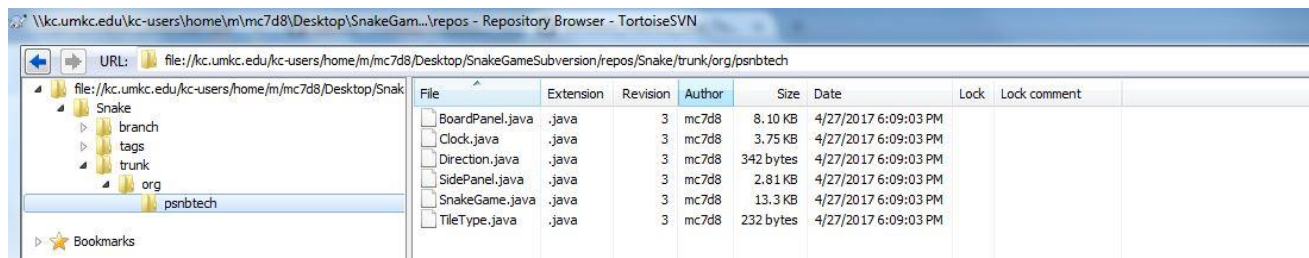 \\kc.umkc.edu\kc-users\home\m\mc7d8\Desktop\SnakeGam...\repos - Repository Browser - TortoiseSVN
URL: file://kc.umkc.edu/kc-users/home/m/mc7d8/Desktop/SnakeGameSubversion/repos/Snake/trunk/org/psnbtech
file://kc.umkc.edu/kc-users/home/m/mc7d8/Desktop/Snak
Snake
branch
tags
trunk
org
psnbtech
Bookmarks
File Extension Revision Author Size Date Lock Lock comment
BoardPanel.java .java 3 mc7d8 8.10 KB 4/27/2017 6:09:03 PM
Clock.java .java 3 mc7d8 3.75 KB 4/27/2017 6:09:03 PM
Direction.java .java 3 mc7d8 342 bytes 4/27/2017 6:09:03 PM
SidePanel.java .java 3 mc7d8 2.81 KB 4/27/2017 6:09:03 PM
SnakeGame.java .java 3 mc7d8 13.3 KB 4/27/2017 6:09:03 PM
TileType.java .java 3 mc7d8 232 bytes 4/27/2017 6:09:03 PM